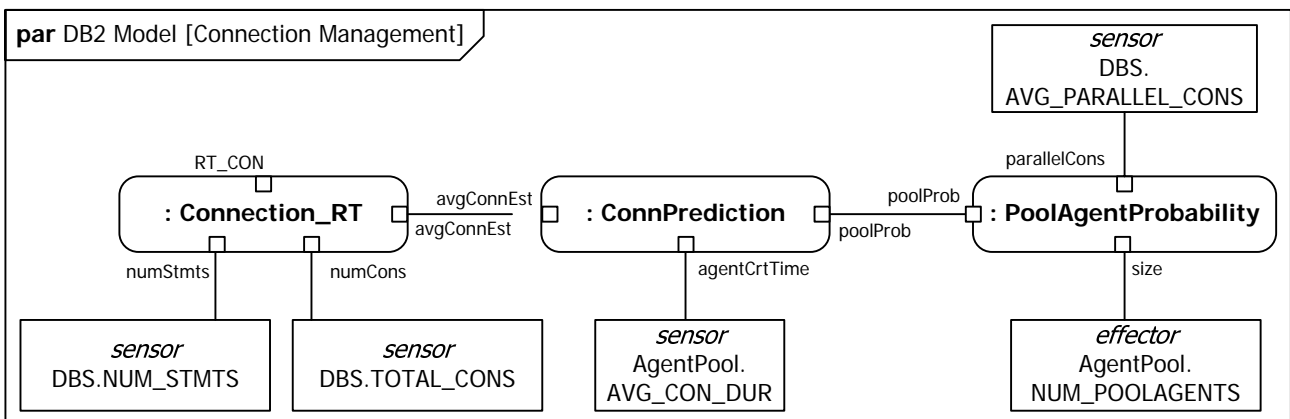 par DB2 Model [Connection Management]
sensor
DBS.
AVG_PARALLEL_CONS
RT_CON
parallelCons
: Connection_RT
avgConnEst
avgConnEst
: ConnPrediction
poolProb
poolProb
: PoolAgentProbability
numStmts
numCons
agentCrtTime
size
sensor
DBS.NUM_STMTS
sensor
DBS.TOTAL_CONS
sensor
AgentPool.
AVG_CON_DUR
effector
AgentPool.
NUM_POOLAGENTS